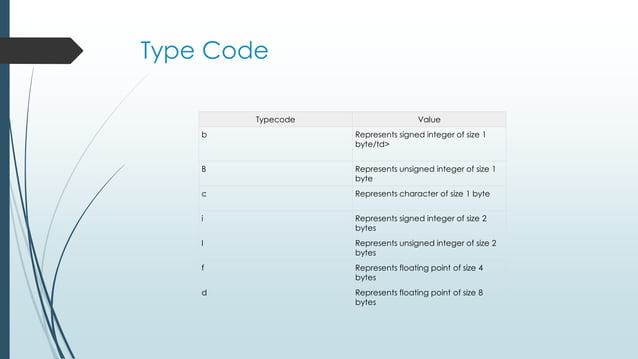 Type Code
Typecode Value
b Represents signed integer of size 1
byte/td>
B Represents unsigned integer of size 1
byte
c Represents character of size 1 byte
i Represents signed integer of size 2
bytes
I Represents unsigned integer of size 2
bytes
f Represents floating point of size 4
bytes
d Represents floating point of size 8
bytes